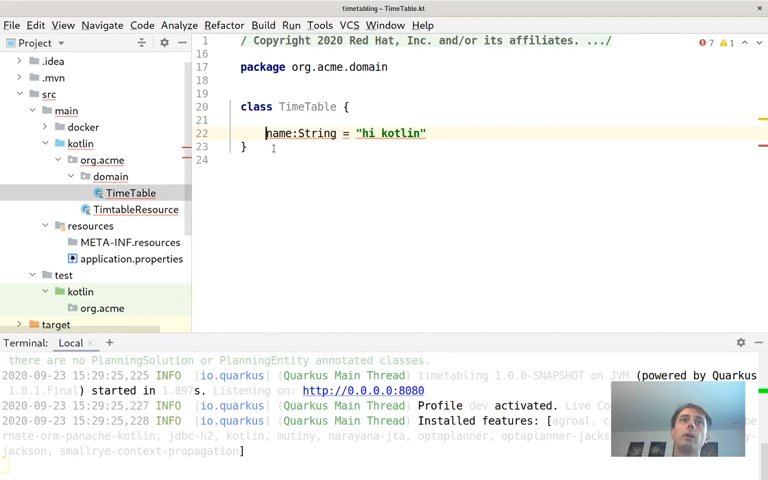 timetabling – TimeTable.kt
File Edit View Navigate Code Analyze Refactor Build Run Tools VCS Window Help
Project
.idea
.mvn
src
main
docker
kotlin
org.acme
domain
TimeTable
TimtableResource
resources
META-INF.resources
application.properties
test
kotlin
org.acme
target
1 / Copyright 2020 Red Hat, Inc. and/or its affiliates. .../
7 1
16
17 package org.acme.domain
18
19
20 class TimeTable {
21
22 name:String = "hi kotlin"
23 }
24
Terminal: Local × +
there are no PlanningSolution or PlanningEntity annotated classes.
2020-09-23 15:29:25,225 INFO [io.quarkus] (Quarkus Main Thread) timetabling 1.0.0-SNAPSHOT on JVM (powered by Quarkus
1.8.1.Final) started in 1.897s. Listening on: http://0.0.0.0:8080
2020-09-23 15:29:25,227 INFO [io.quarkus] (Quarkus Main Thread) Profile dev activated. Live Co
2020-09-23 15:29:25,228 INFO [io.quarkus] (Quarkus Main Thread) Installed features: [agroal, c
rnate-orm-panache-kotlin, jdbc-h2, kotlin, mutiny, narayana-jta, optaplanner, optaplanner-jacks
jackson, smallrye-context-propagation]